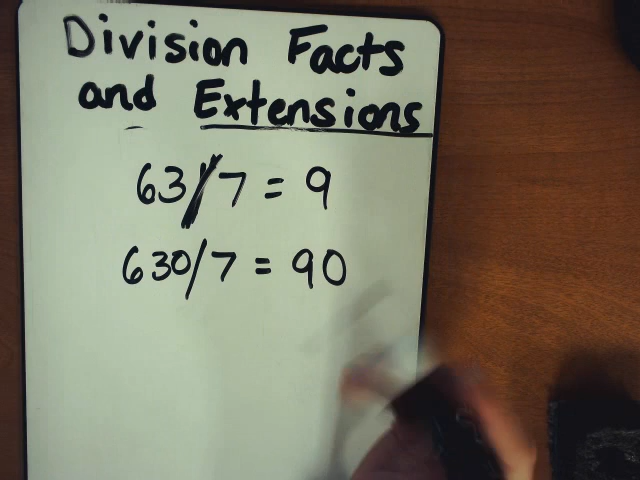 Division Facts
and Extensions
63/7 = 9
630/7 = 90